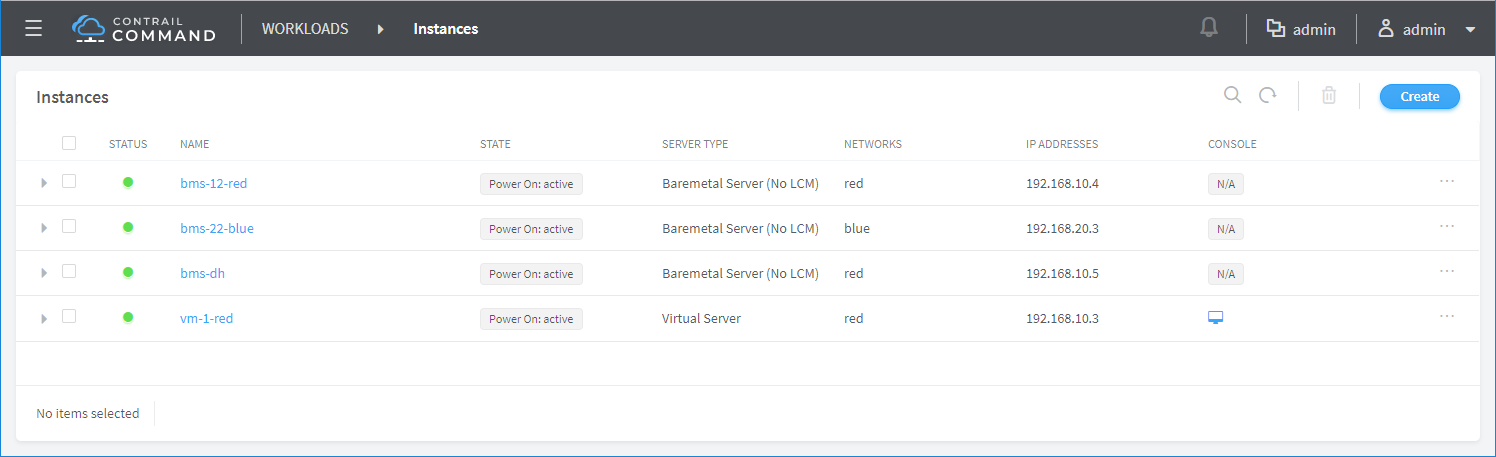 CONTRAIL COMMAND WORKLOADS Instances admin admin
Instances Create
STATUS NAME STATE SERVER TYPE NETWORKS IP ADDRESSES CONSOLE
bms-12-red Power On: active Baremetal Server (No LCM) red 192.168.10.4 N/A
bms-22-blue Power On: active Baremetal Server (No LCM) blue 192.168.20.3 N/A
bms-dh Power On: active Baremetal Server (No LCM) red 192.168.10.5 N/A
vm-1-red Power On: active Virtual Server red 192.168.10.3
No items selected